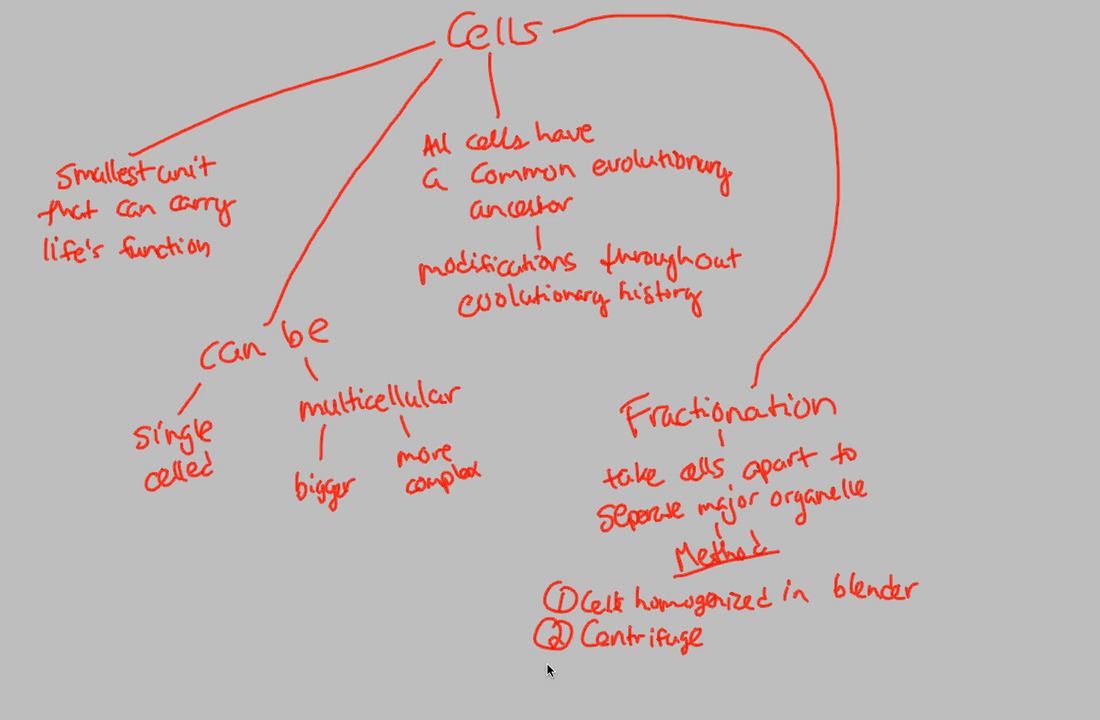 Cells
Smallest unit
that can carry
life's function
All cells have
a common evolutionary
ancestor
modifications throughout
evolutionary history
can be
single
celled
multicellular
bigger
more
complex
Fractionation
take cells apart to
seperate major organelle
Method
① Cells homogenized in blender
② Centrifuge